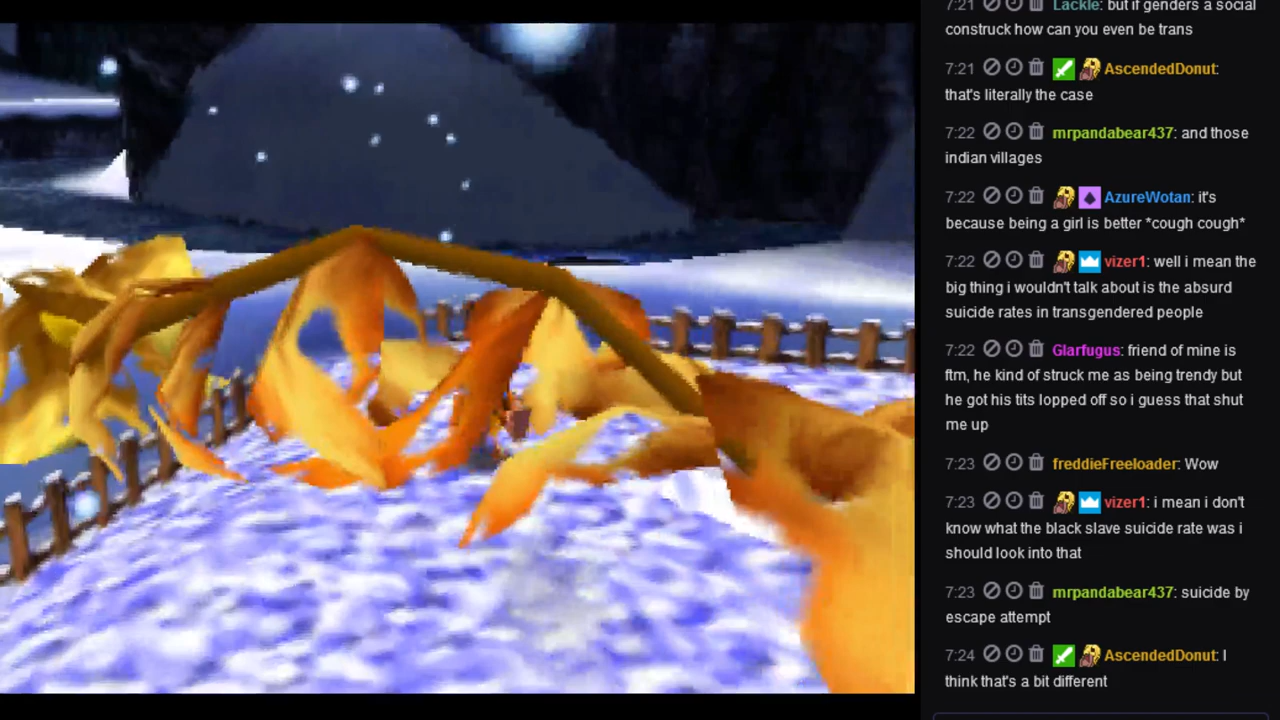 7:21 Lackle: but if genders a social
construct how can you even be trans
7:21 AscendedDonut:
that's literally the case
7:22 mrpandabear437: and those
indian villages
7:22 AzureWotan: it's
because being a girl is better *cough cough*
7:22 vizer1: well i mean the
big thing i wouldn't talk about is the absurd
suicide rates in transgendered people
7:22 Glarfugus: friend of mine is
ftm, he kind of struck me as being trendy but
he got his tits lopped off so i guess that shut
me up
7:23 freddieFreeloader: Wow
7:23 vizer1: i mean i don't
know what the black slave suicide rate was i
should look into that
7:23 mrpandabear437: suicide by
escape attempt
7:24 AscendedDonut: I
think that's a bit different